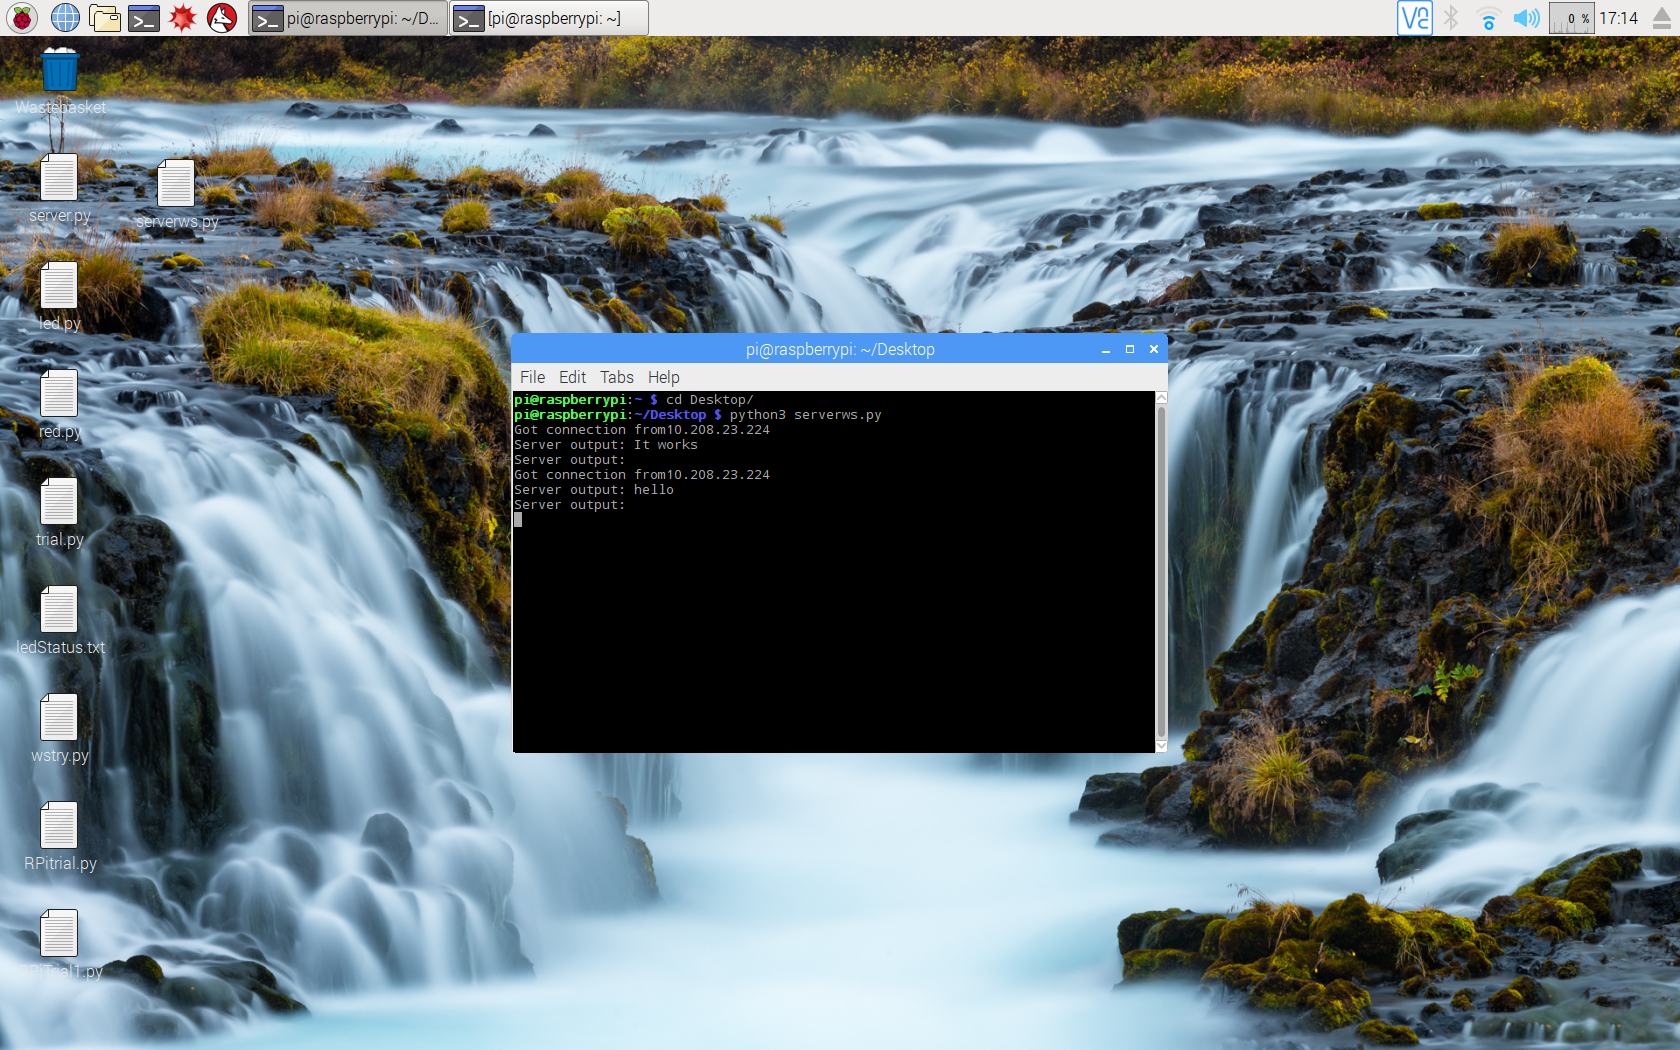 pi@raspberrypi: ~/D...
[pi@raspberrypi: ~]
0 %
17:14
Wastebasket
server.py
serverws.py
led.py
red.py
trial.py
ledStatus.txt
wstry.py
RPitrial.py
RPiTrial1.py
pi@raspberrypi: ~/Desktop
File Edit Tabs Help
pi@raspberrypi:~ $ cd Desktop/
pi@raspberrypi:~/Desktop $ python3 serverws.py
Got connection from10.208.23.224
Server output: It works
Server output:
Got connection from10.208.23.224
Server output: hello
Server output: